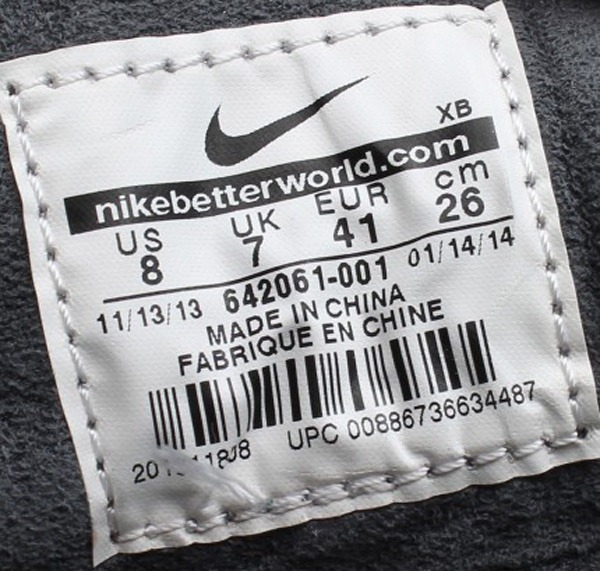 XB
nikebetterworld.com
US UK EUR cm
8 7 41 26
11/13/13 642061-001 01/14/14
MADE IN CHINA
FABRIQUE EN CHINE
UPC 00886736634487